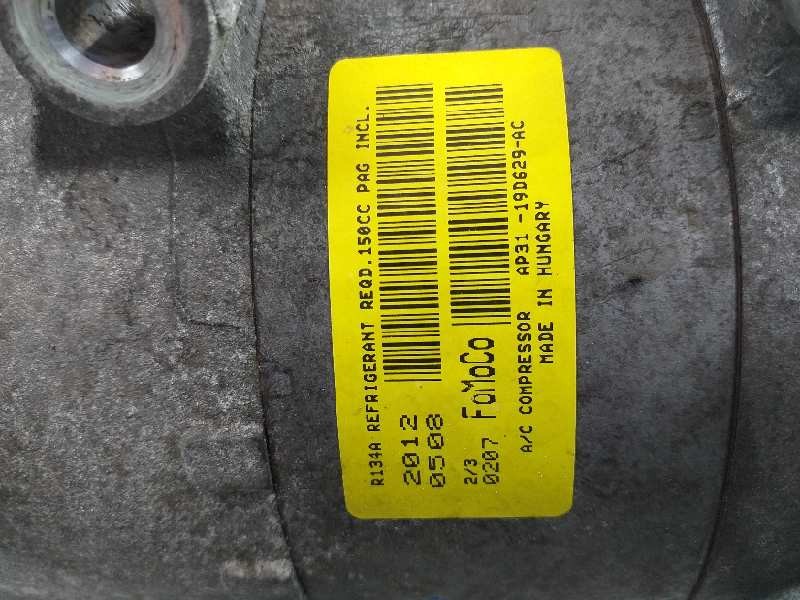 R134A REFRIGERANT REQD.150CC PAG INCL.
2012
0508
2/3
0207 FoMoCo
A/C COMPRESSOR AP31 -19D629-AC
MADE IN HUNGARY